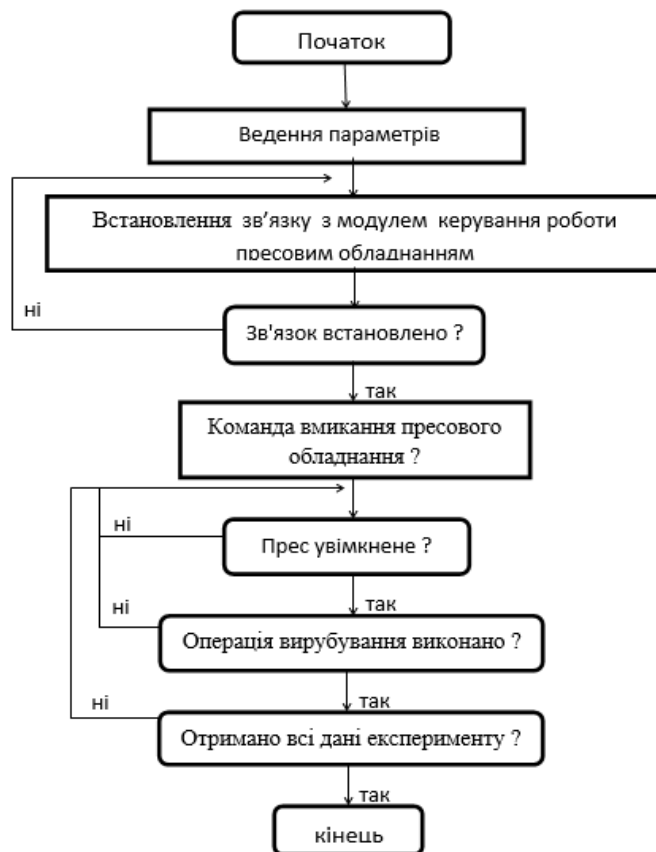 Початок
Ведення параметрів
Встановлення зв’язку з модулем керування роботи
пресовим обладнанням
ні
Зв'язок встановлено ?
так
Команда вмикання пресового
обладнання ?
ні
Прес увімкнене ?
так
ні
Операція вирубування виконано ?
так
ні
Отримано всі дані експерименту ?
так
кінець